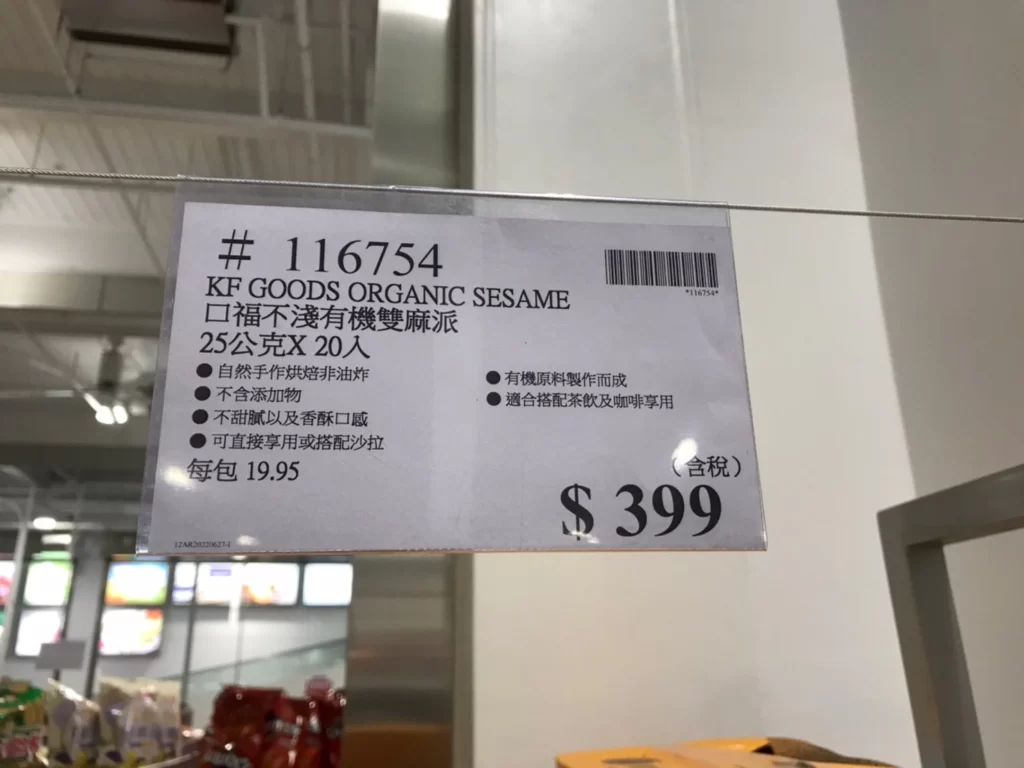 # 116754
*116754*
KF GOODS ORGANIC SESAME
口福不淺有機雙麻派
25公克X 20入
●自然手作烘焙非油炸
●不含添加物
●不甜膩以及香酥口感
●可直接享用或搭配沙拉
●有機原料製作而成
●適合搭配茶飲及咖啡享用
每包 19.95
(含稅)
$ 399
12AR20220627-1